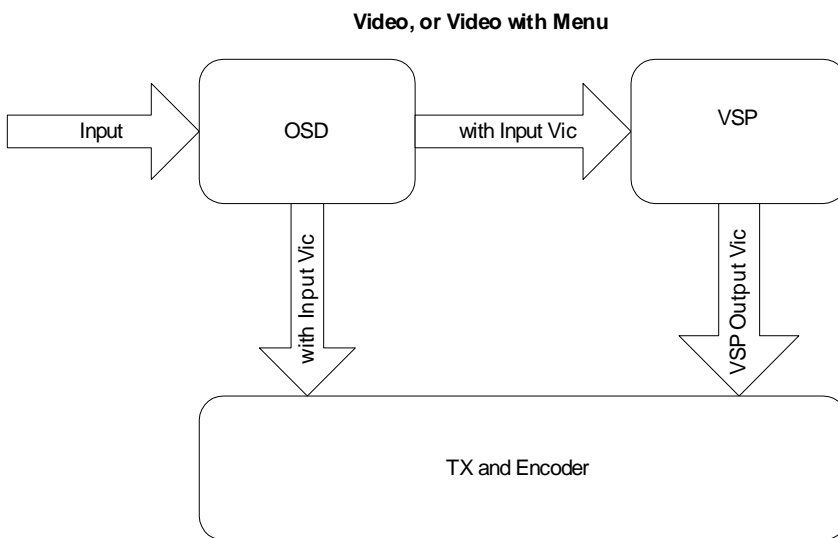 Video, or Video with Menu
Input
OSD
with Input Vic
VSP
with Input Vic
VSP Output Vic
TX and Encoder